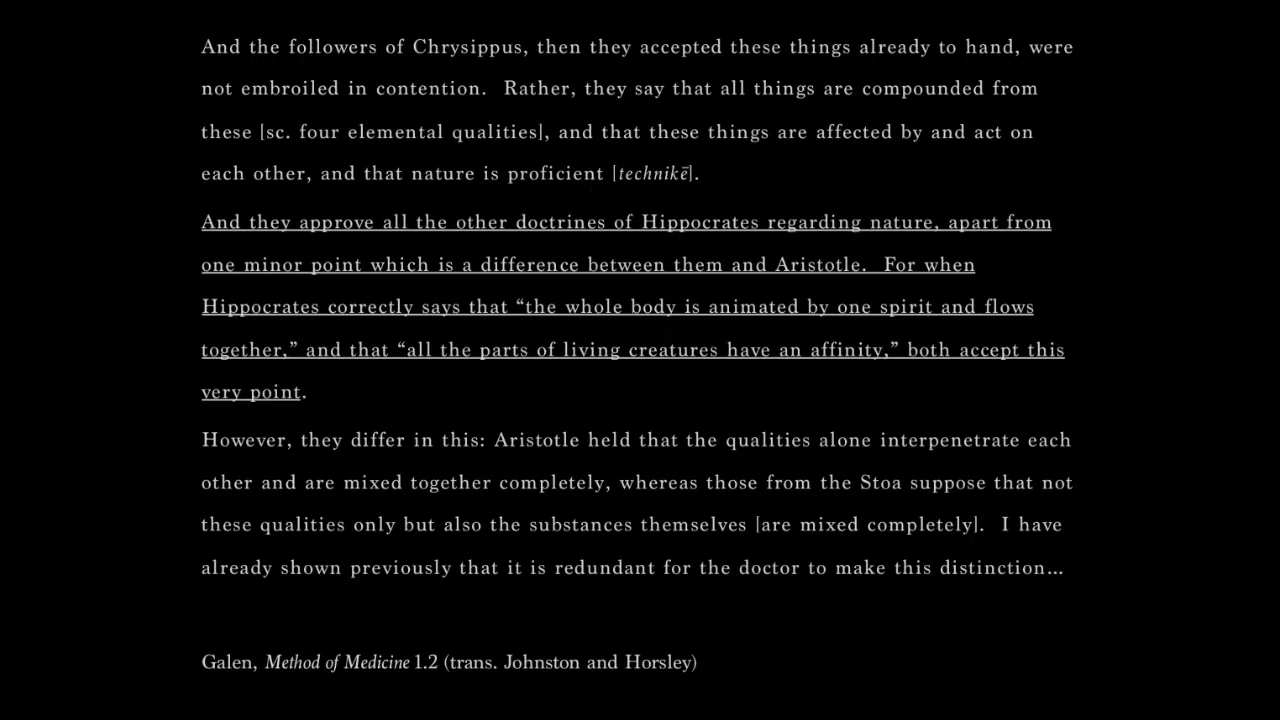 And the followers of Chrysippus, then they accepted these things already to hand, were
not embroiled in contention.  Rather, they say that all things are compounded from
these [sc. four elemental qualities], and that these things are affected by and act on
each other, and that nature is proficient [technikē].
And they approve all the other doctrines of Hippocrates regarding nature, apart from
one minor point which is a difference between them and Aristotle.  For when
Hippocrates correctly says that “the whole body is animated by one spirit and flows
together,” and that “all the parts of living creatures have an affinity,” both accept this
very point.
However, they differ in this: Aristotle held that the qualities alone interpenetrate each
other and are mixed together completely, whereas those from the Stoa suppose that not
these qualities only but also the substances themselves [are mixed completely].  I have
already shown previously that it is redundant for the doctor to make this distinction…
Galen, Method of Medicine 1.2 (trans. Johnston and Horsley)